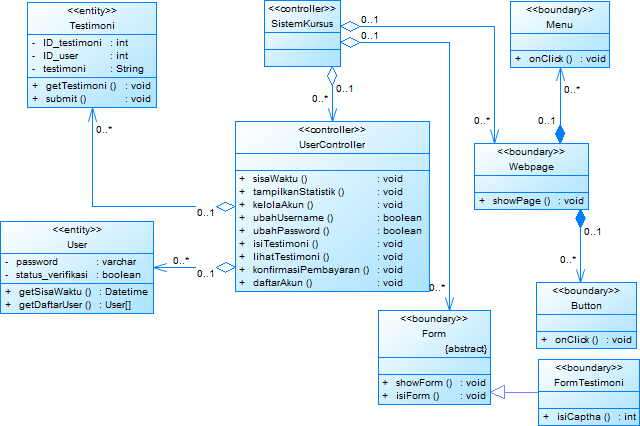 <<entity>>
Testimoni
- ID_testimoni : int
- ID_user : int
- testimoni : String
+ getTestimoni () : void
+ submit () : void
<<controller>>
SistemKursus
<<boundary>>
Menu
+ onClick () : void
0..1
0..1
0..1
0..*
0..*
0..1
0..*
0..*
<<controller>>
UserController
+ sisaWaktu () : void
+ tampilkanStatistik () : void
+ kelolaAkun () : void
+ ubahUsername () : boolean
+ ubahPassword () : boolean
+ isiTestimoni () : void
+ lihatTestimoni () : void
+ konfirmasiPembayaran () : void
+ daftarAkun () : void
<<boundary>>
Webpage
+ showPage () : void
0..1
0..*
0..1
0..1
0..*
<<entity>>
User
- password : varchar
- status_verifikasi : boolean
+ getSisaWaktu () : Datetime
+ getDaftarUser () : User[]
0..*
<<boundary>>
Button
+ onClick () : void
<<boundary>>
Form
{abstract}
+ showForm () : void
+ isiForm () : void
<<boundary>>
FormTestimoni
+ isiCaptha () : int